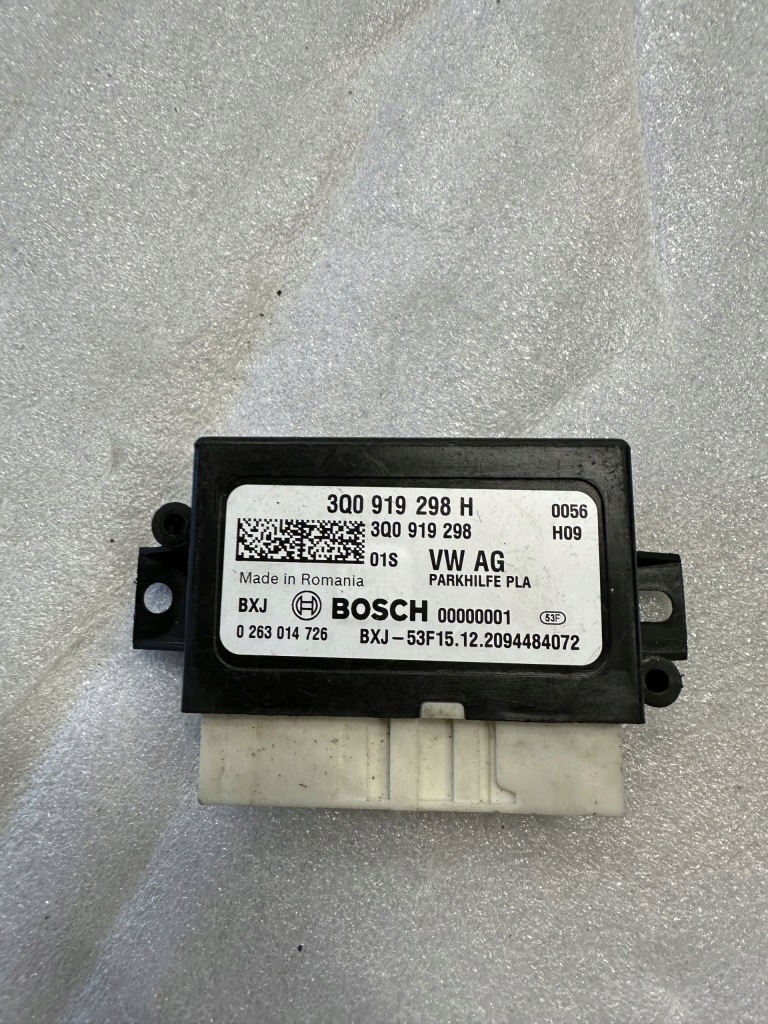 3Q0 919 298 H 0056
3Q0 919 298 H09
01S VW AG
Made in Romania PARKHILFE PLA
BXJ BOSCH 00000001 53F
0 263 014 726 BXJ-53F15.12.2094484072